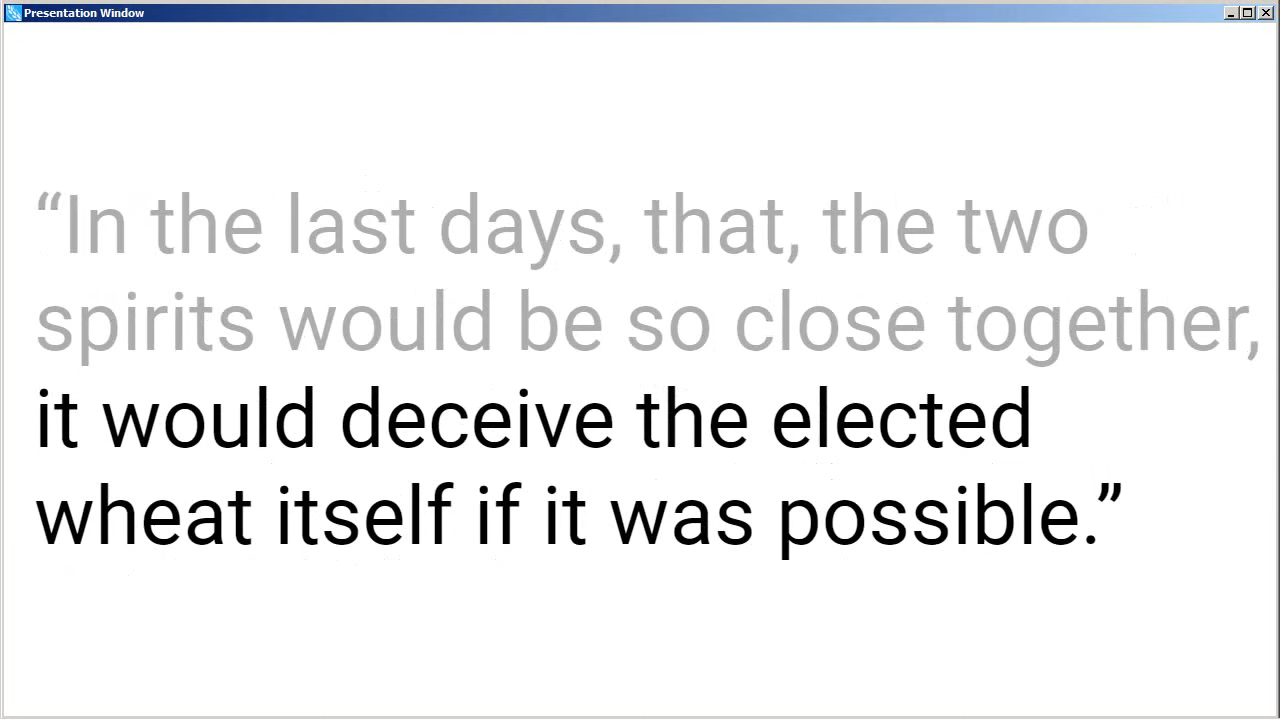 Presentation Window
“In the last days, that, the two
spirits would be so close together,
it would deceive the elected
wheat itself if it was possible.”